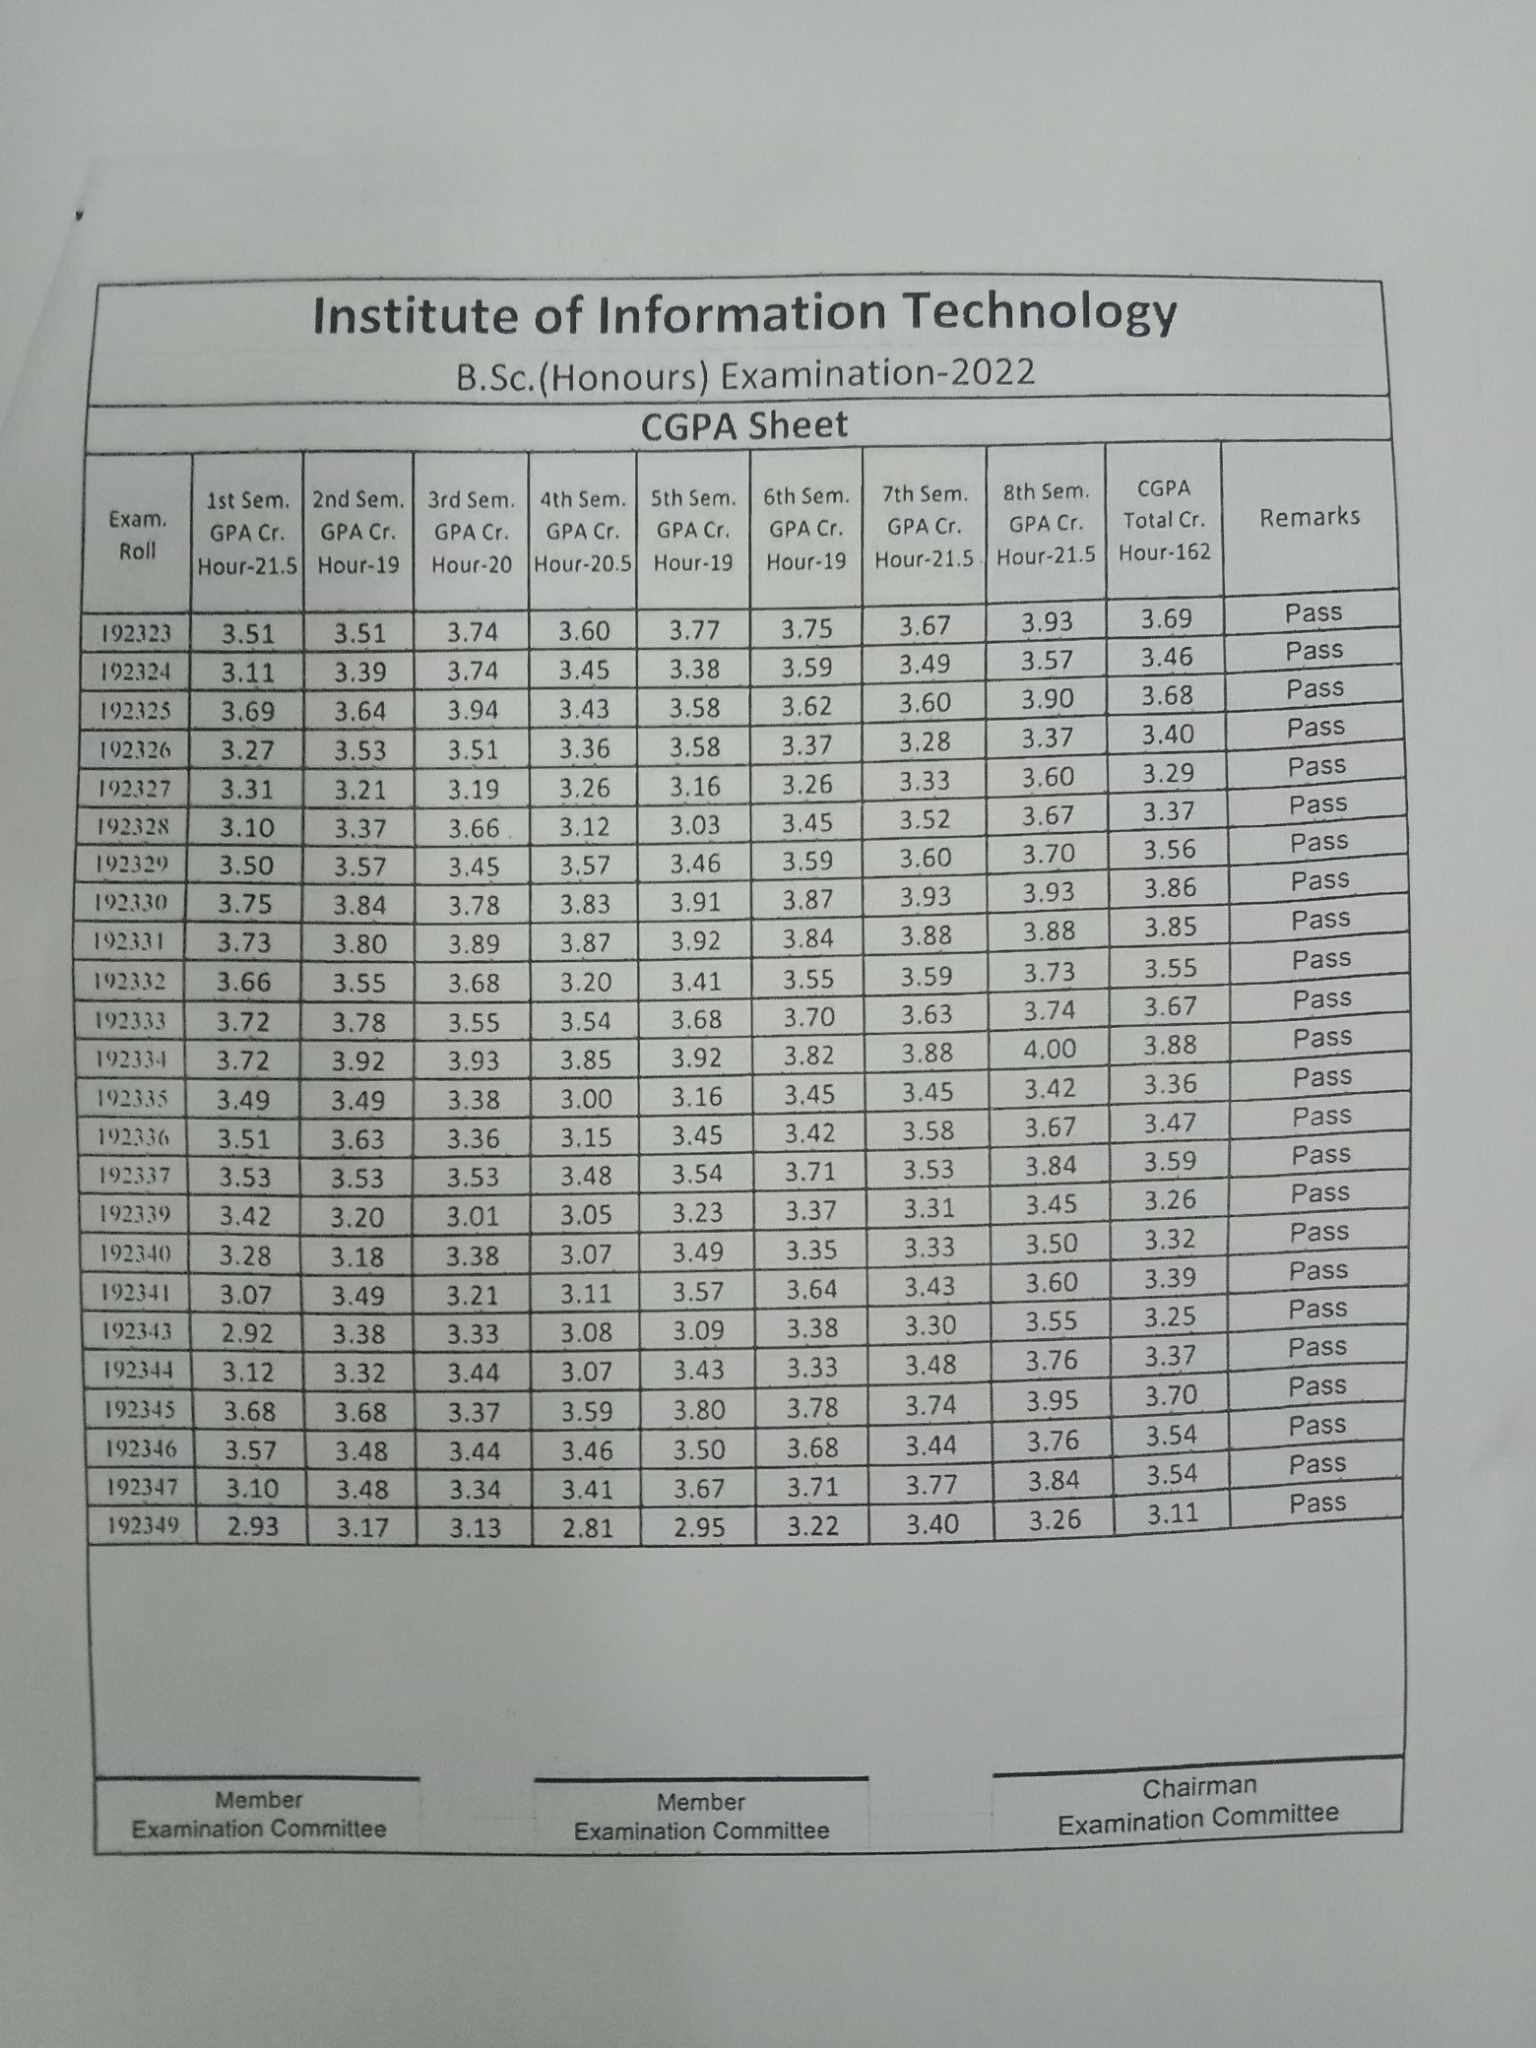 Institute of Information Technology
B.Sc.(Honours) Examination-2022
CGPA Sheet
Exam. Roll 1st Sem. GPA Cr. Hour-21.5 2nd Sem. GPA Cr. Hour-19 3rd Sem. GPA Cr. Hour-20 4th Sem. GPA Cr. Hour-20.5 5th Sem. GPA Cr. Hour-19 6th Sem. GPA Cr. Hour-19 7th Sem. GPA Cr. Hour-21.5 8th Sem. GPA Cr. Hour-21.5 CGPA Total Cr. Hour-162 Remarks
192323 3.51 3.51 3.74 3.60 3.77 3.75 3.67 3.93 3.69 Pass
192324 3.11 3.39 3.74 3.45 3.38 3.59 3.49 3.57 3.46 Pass
192325 3.69 3.64 3.94 3.43 3.58 3.62 3.60 3.90 3.68 Pass
192326 3.27 3.53 3.51 3.36 3.58 3.37 3.28 3.37 3.40 Pass
192327 3.31 3.21 3.19 3.26 3.16 3.26 3.33 3.60 3.29 Pass
192328 3.10 3.37 3.66 3.12 3.03 3.45 3.52 3.67 3.37 Pass
192329 3.50 3.57 3.45 3.57 3.46 3.59 3.60 3.70 3.56 Pass
192330 3.75 3.84 3.78 3.83 3.91 3.87 3.93 3.93 3.86 Pass
192331 3.73 3.80 3.89 3.87 3.92 3.84 3.88 3.88 3.85 Pass
192332 3.66 3.55 3.68 3.20 3.41 3.55 3.59 3.73 3.55 Pass
192333 3.72 3.78 3.55 3.54 3.68 3.70 3.63 3.74 3.67 Pass
192334 3.72 3.92 3.93 3.85 3.92 3.82 3.88 4.00 3.88 Pass
192335 3.49 3.49 3.38 3.00 3.16 3.45 3.45 3.42 3.36 Pass
192336 3.51 3.63 3.36 3.15 3.45 3.42 3.58 3.67 3.47 Pass
192337 3.53 3.53 3.53 3.48 3.54 3.71 3.53 3.84 3.59 Pass
192339 3.42 3.20 3.01 3.05 3.23 3.37 3.31 3.45 3.26 Pass
192340 3.28 3.18 3.38 3.07 3.49 3.35 3.33 3.50 3.32 Pass
192341 3.07 3.49 3.21 3.11 3.57 3.64 3.43 3.60 3.39 Pass
192343 2.92 3.38 3.33 3.08 3.09 3.38 3.30 3.55 3.25 Pass
192344 3.12 3.32 3.44 3.07 3.43 3.33 3.48 3.76 3.37 Pass
192345 3.68 3.68 3.37 3.59 3.80 3.78 3.74 3.95 3.70 Pass
192346 3.57 3.48 3.44 3.46 3.50 3.68 3.44 3.76 3.54 Pass
192347 3.10 3.48 3.34 3.41 3.67 3.71 3.77 3.84 3.54 Pass
192349 2.93 3.17 3.13 2.81 2.95 3.22 3.40 3.26 3.11 Pass
Member Member Chairman
Examination Committee Examination Committee Examination Committee